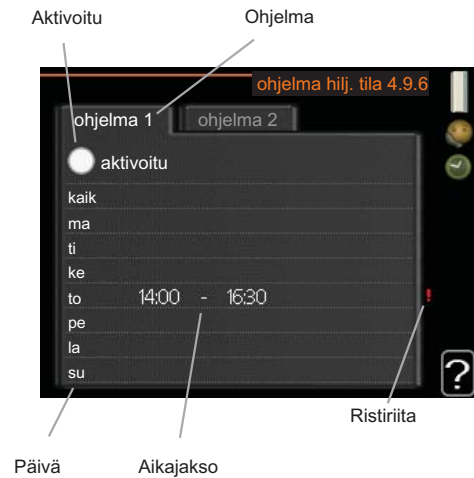 Aktivoitu Ohjelma
ohjelma hilj. tila 4.9.6
ohjelma 1 ohjelma 2
aktivoitu
kaik
ma
ti
ke
to 14:00 - 16:30 !
pe
la
su
?
Ristiriita
Päivä Aikajakso